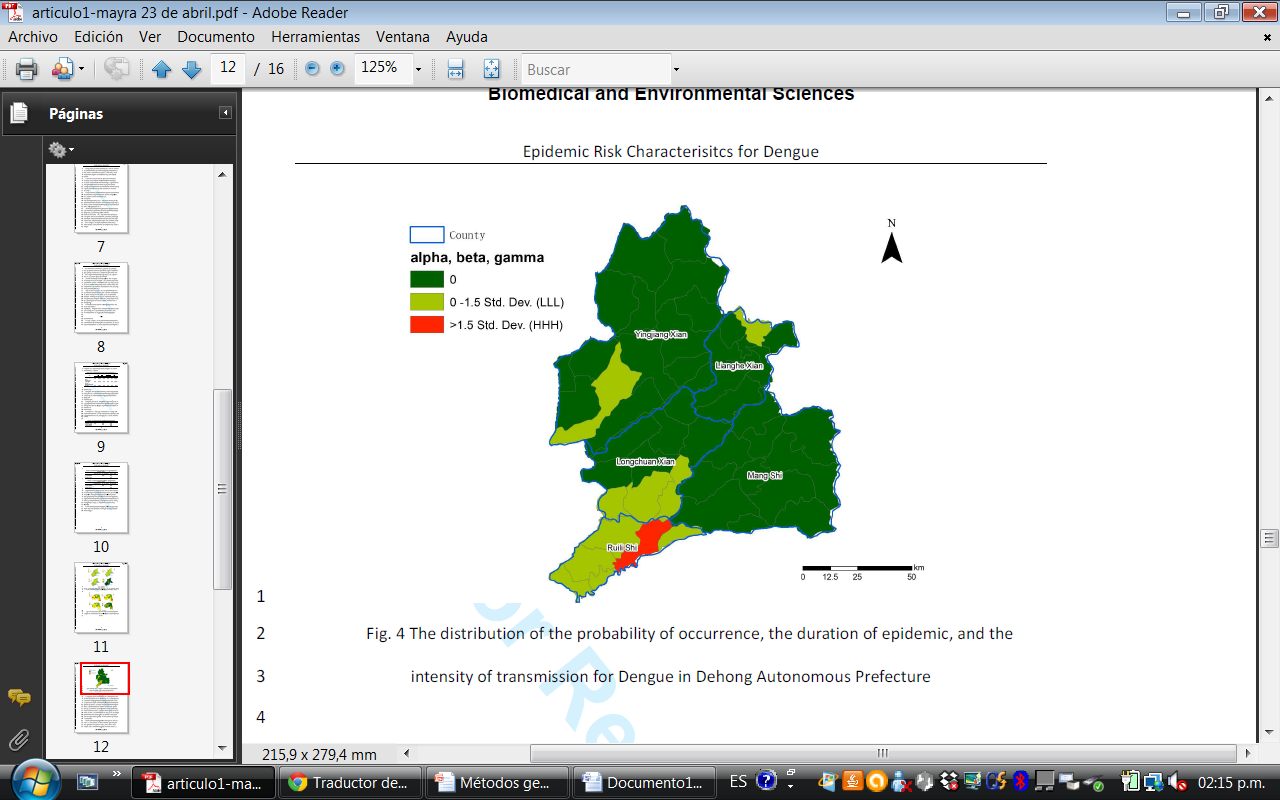 articulo1-mayra 23 de abril.pdf - Adobe Reader
Archivo Edición Ver Documento Herramientas Ventana Ayuda
12 / 16 125% Buscar
Páginas
7
8
9
10
11
12
Biomedical and Environmental Sciences
Epidemic Risk Characterisitcs for Dengue
County
alpha, beta, gamma
0
0 -1.5 Std. Dev. (LLL)
>1.5 Std. Dev. (HHH)
N
Yingjiang Xian
Lianghe Xian
Longchuan Xian
Mang Shi
Ruili Shi
km
0 12.5 25 50
1
2 Fig. 4 The distribution of the probability of occurrence, the duration of epidemic, and the
3 intensity of transmission for Dengue in Dehong Autonomous Prefecture
4
or Re
215,9 x 279,4 mm
articulo1-ma... Traductor de... Métodos ge... Documento1... ES 02:15 p.m.